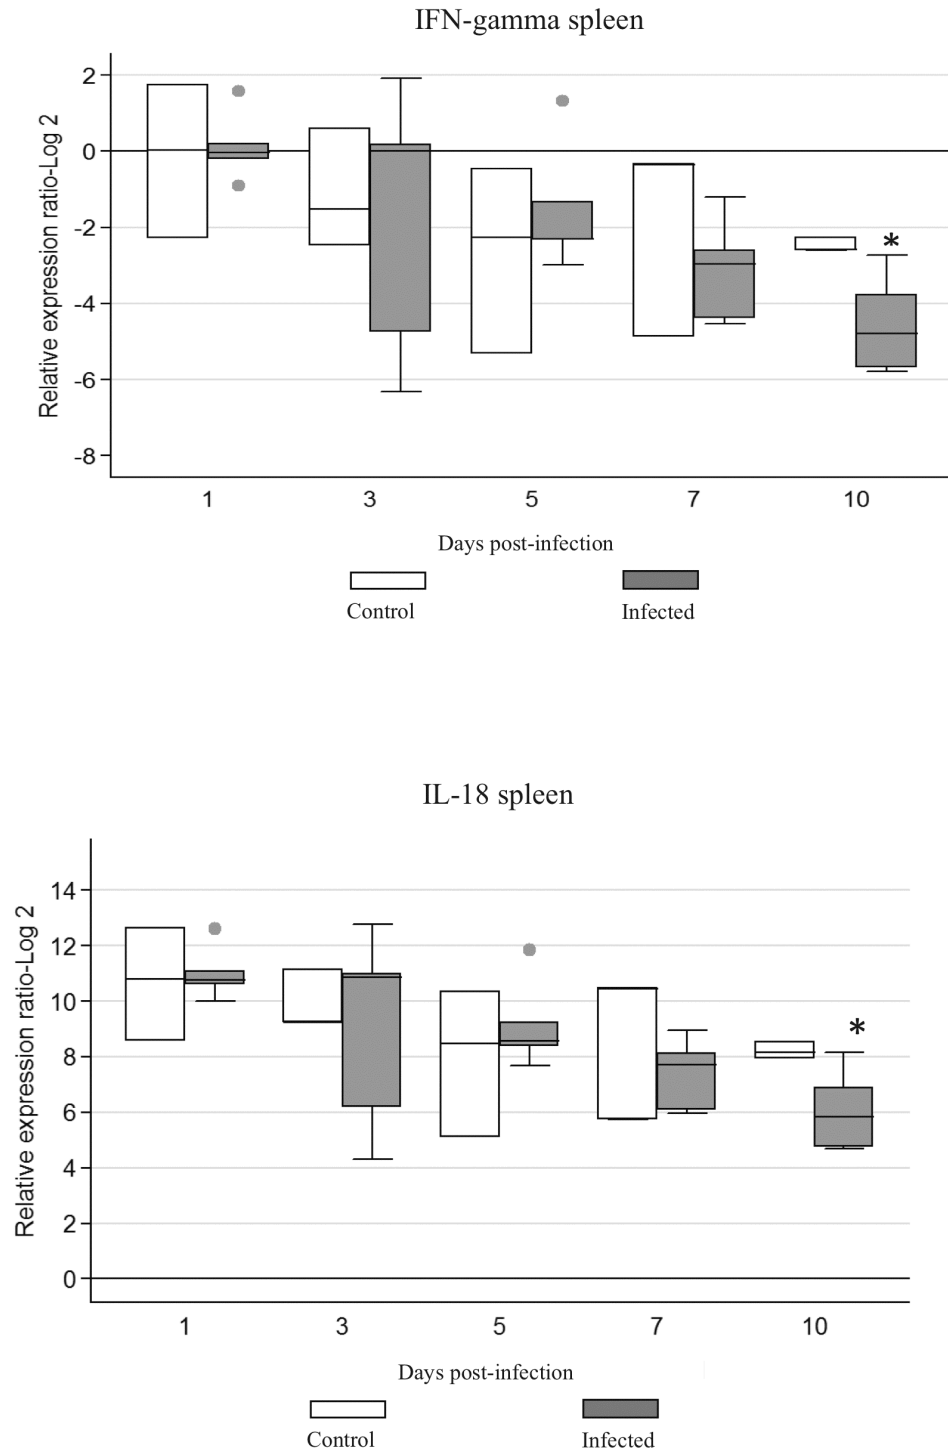 IFN-gamma spleen
Relative expression ratio-Log 2
2
0
-2
-4
-6
-8
*
1 3 5 7 10
Days post-infection
Control Infected
IL-18 spleen
Relative expression ratio-Log 2
14
12
10
8
6
4
2
0
*
1 3 5 7 10
Days post-infection
Control Infected